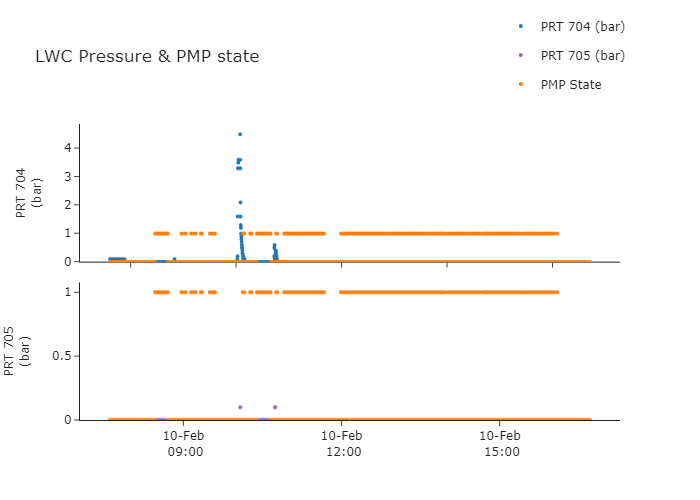 PRT 704 (bar)
PRT 705 (bar)
PMP State
LWC Pressure & PMP state
PRT 704
(bar)
4
3
2
1
0
PRT 705
(bar)
1
0.5
0
10-Feb
09:00
10-Feb
12:00
10-Feb
15:00